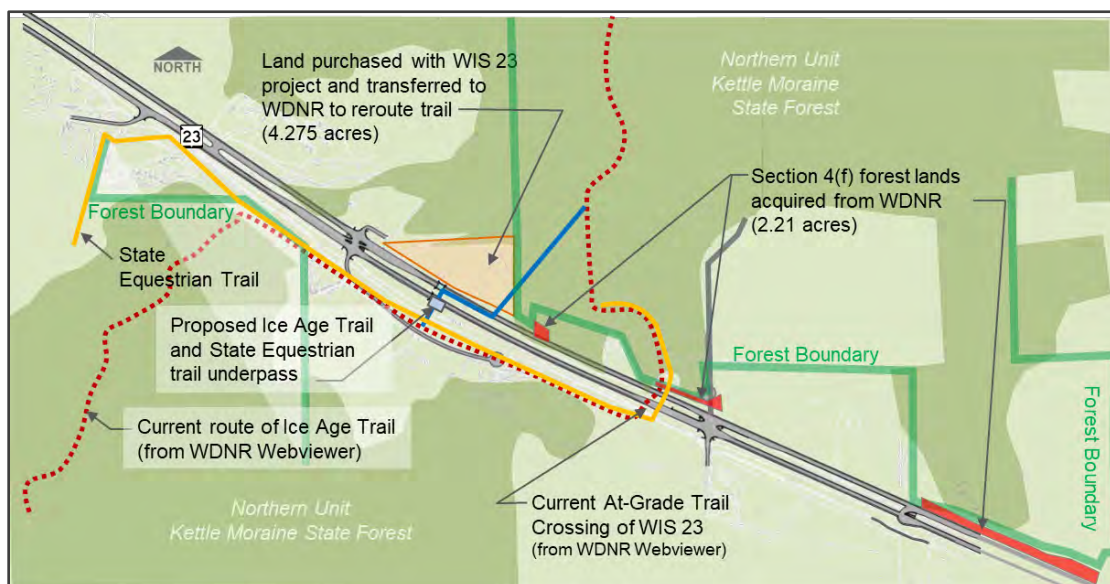 NORTH
Land purchased with WIS 23
project and transferred to
WDNR to reroute trail
(4.275 acres)
Northern Unit
Kettle Moraine
State Forest
23
Section 4(f) forest lands
acquired from WDNR
(2.21 acres)
Forest Boundary
State
Equestrian Trail
Proposed Ice Age Trail
and State Equestrian
trail underpass
Forest Boundary
Forest Boundary
Current route of Ice Age Trail
(from WDNR Webviewer)
Northern Unit
Kettle Moraine State Forest
Current At-Grade Trail
Crossing of WIS 23
(from WDNR Webviewer)